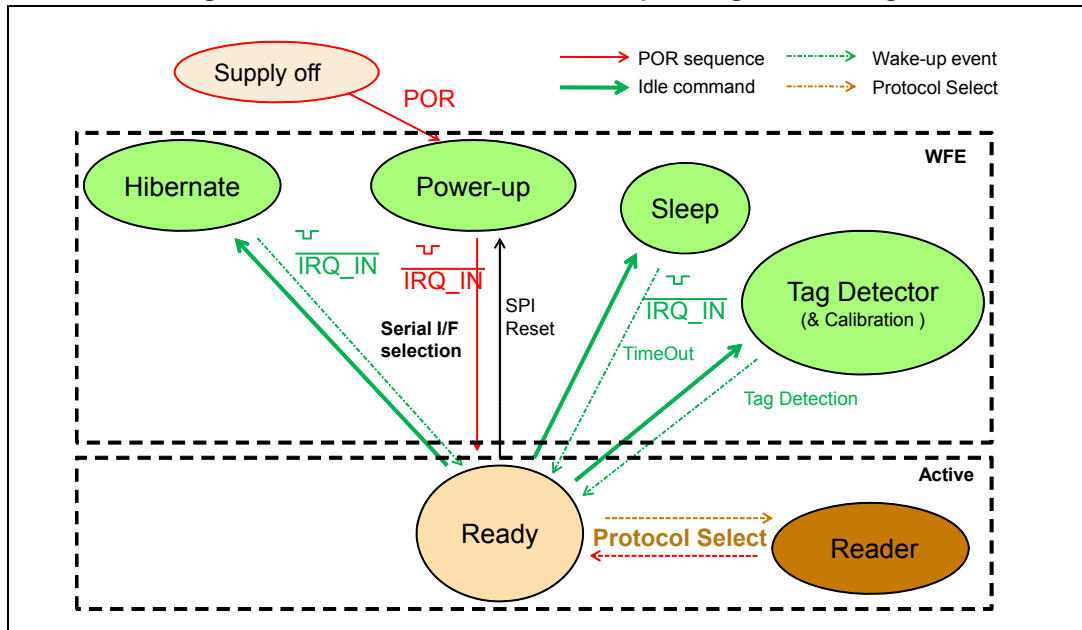 Supply off
POR
POR sequence
Idle command
Wake-up event
Protocol Select
WFE
Hibernate
Power-up
Sleep
Tag Detector
(& Calibration )
IRQ_IN
IRQ_IN
IRQ_IN
Serial I/F
selection
SPI
Reset
TimeOut
Tag Detection
Active
Ready
Protocol Select
Reader